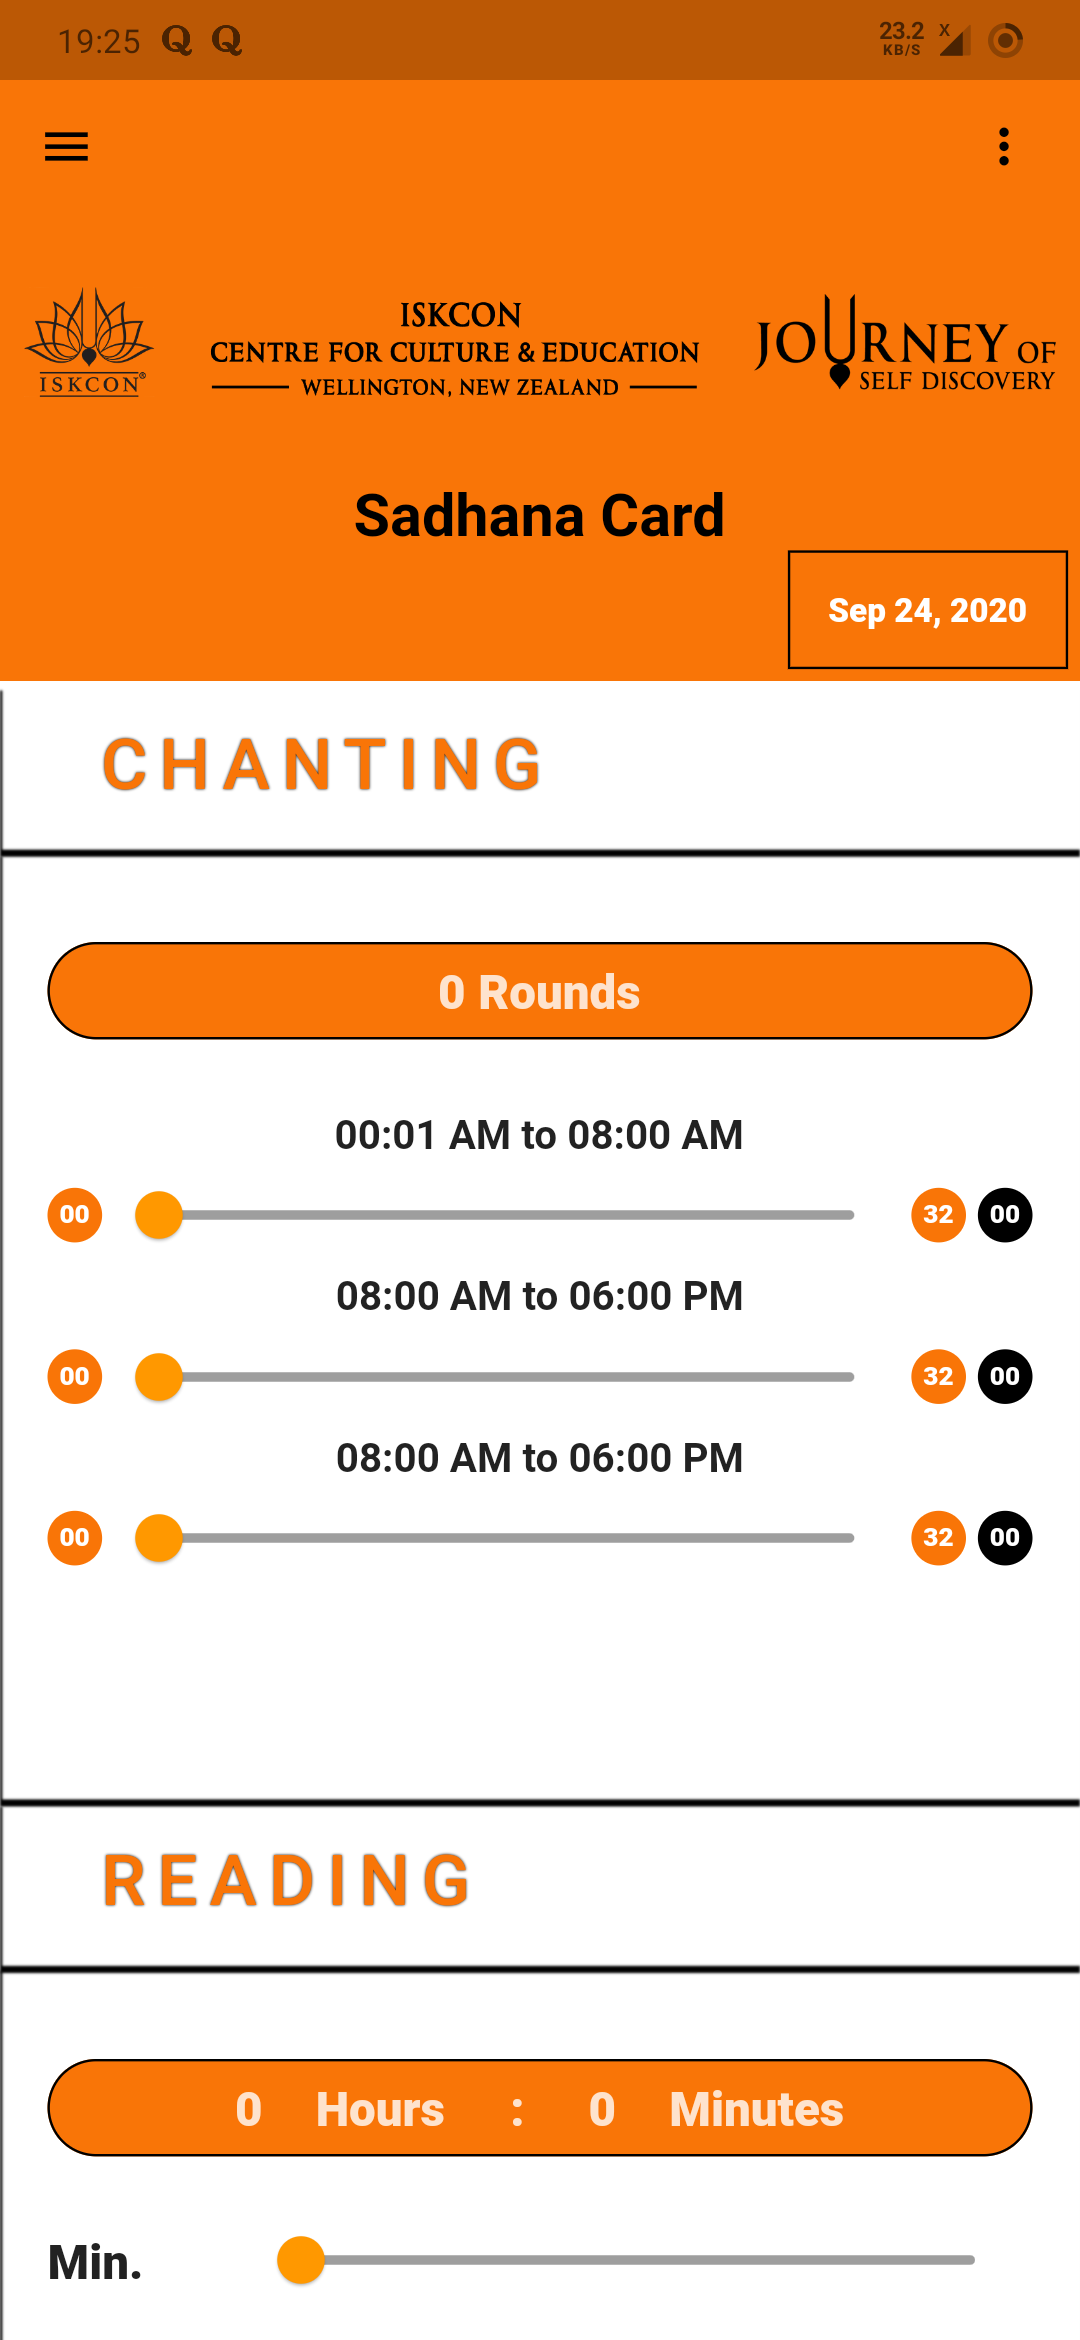 19:25 Q Q 23.2 KB/S X
ISKCON®
ISKCON
CENTRE FOR CULTURE & EDUCATION
WELLINGTON, NEW ZEALAND
JOURNEY OF
SELF DISCOVERY
Sadhana Card
Sep 24, 2020
CHANTING
0 Rounds
00:01 AM to 08:00 AM
00 32 00
08:00 AM to 06:00 PM
00 32 00
08:00 AM to 06:00 PM
00 32 00
READING
0 Hours : 0 Minutes
Min.